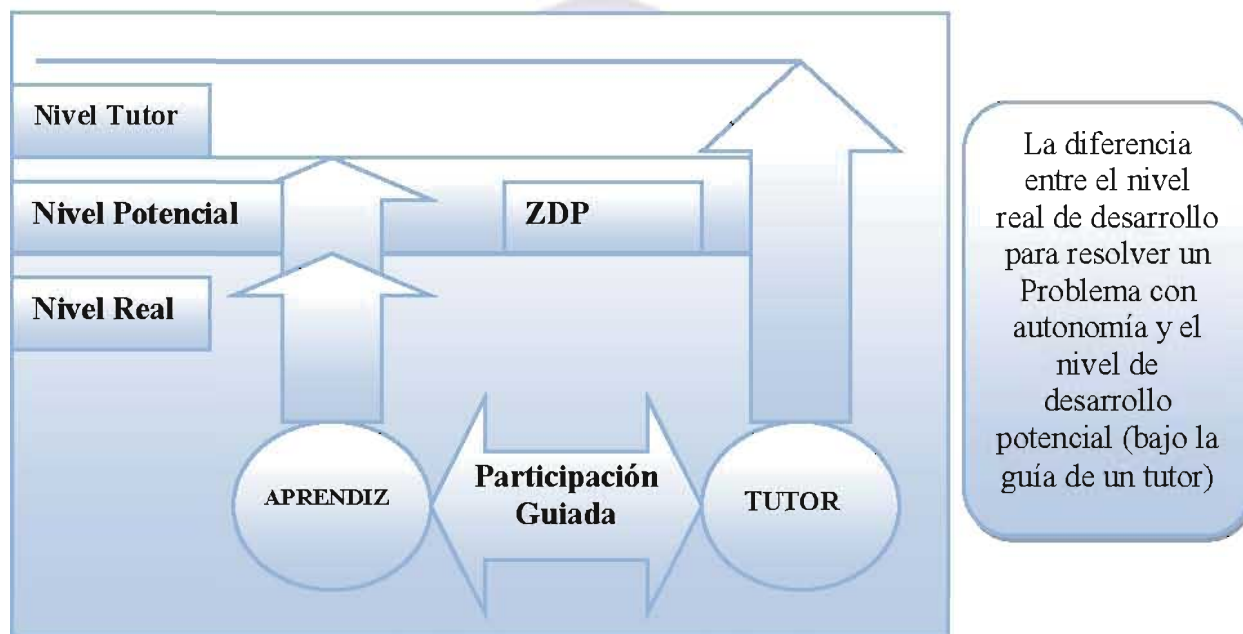 Nivel Tutor
Nivel Potencial
ZDP
Nivel Real
APRENDIZ
Participación
Guiada
TUTOR
La diferencia
entre el nivel
real de desarrollo
para resolver un
Problema con
autonomía y el
nivel de
desarrollo
potencial (bajo la
guía de un tutor)